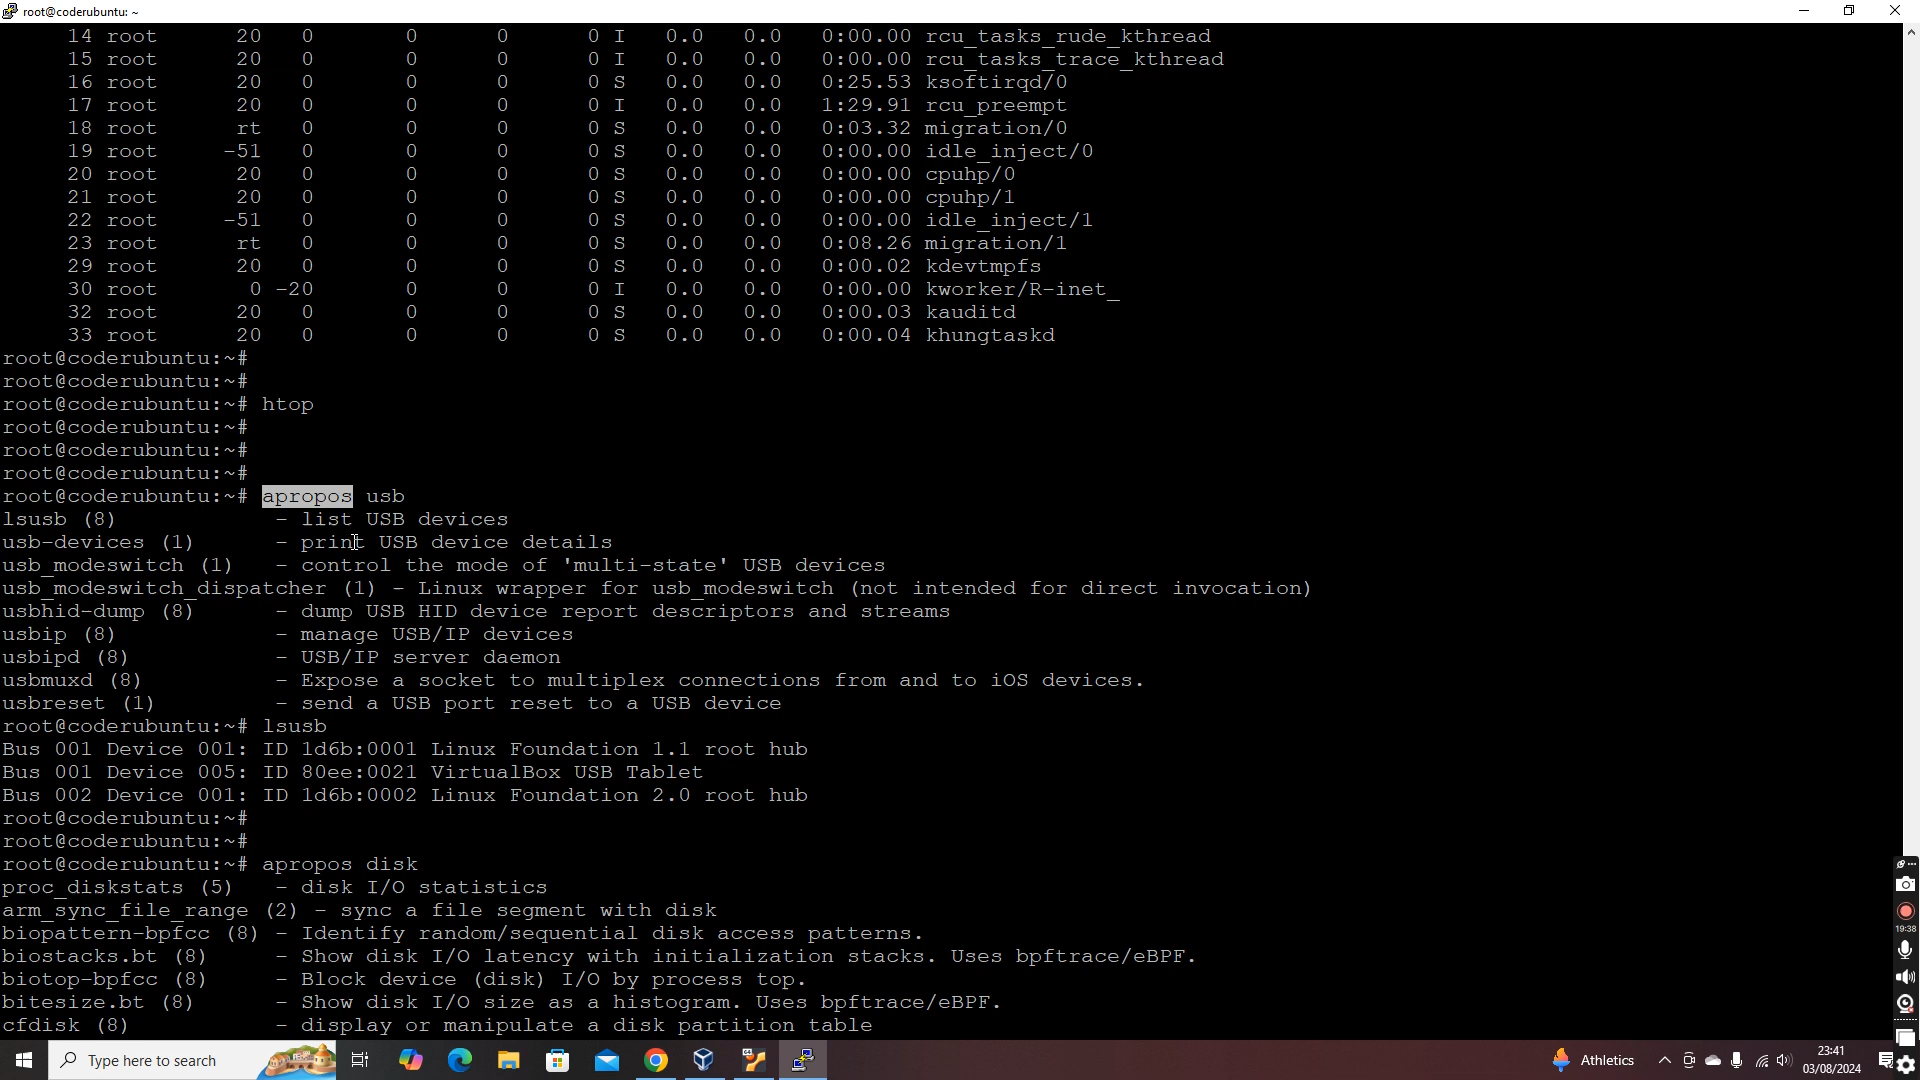 root@coderubuntu: ~
14 root 20 0 0 0 0 I 0.0 0.0 0:00.00 rcu_tasks_rude_kthread
15 root 20 0 0 0 0 I 0.0 0.0 0:00.00 rcu_tasks_trace_kthread
16 root 20 0 0 0 0 S 0.0 0.0 0:25.53 ksoftirqd/0
17 root 20 0 0 0 0 I 0.0 0.0 1:29.91 rcu_preempt
18 root rt 0 0 0 0 S 0.0 0.0 0:03.32 migration/0
19 root -51 0 0 0 0 S 0.0 0.0 0:00.00 idle_inject/0
20 root 20 0 0 0 0 S 0.0 0.0 0:00.00 cpuhp/0
21 root 20 0 0 0 0 S 0.0 0.0 0:00.00 cpuhp/1
22 root -51 0 0 0 0 S 0.0 0.0 0:00.00 idle_inject/1
23 root rt 0 0 0 0 S 0.0 0.0 0:08.26 migration/1
29 root 20 0 0 0 0 S 0.0 0.0 0:00.02 kdevtmpfs
30 root 0 -20 0 0 0 I 0.0 0.0 0:00.00 kworker/R-inet_
32 root 20 0 0 0 0 S 0.0 0.0 0:00.03 kauditd
33 root 20 0 0 0 0 S 0.0 0.0 0:00.04 khungtaskd
root@coderubuntu:~#
root@coderubuntu:~#
root@coderubuntu:~# htop
root@coderubuntu:~#
root@coderubuntu:~#
root@coderubuntu:~#
root@coderubuntu:~# apropos usb
lsusb (8) - list USB devices
usb-devices (1) - print USB device details
usb_modeswitch (1) - control the mode of 'multi-state' USB devices
usb_modeswitch_dispatcher (1) - Linux wrapper for usb_modeswitch (not intended for direct invocation)
usbhid-dump (8) - dump USB HID device report descriptors and streams
usbip (8) - manage USB/IP devices
usbipd (8) - USB/IP server daemon
usbmuxd (8) - Expose a socket to multiplex connections from and to iOS devices.
usbreset (1) - send a USB port reset to a USB device
root@coderubuntu:~# lsusb
Bus 001 Device 001: ID 1d6b:0001 Linux Foundation 1.1 root hub
Bus 001 Device 005: ID 80ee:0021 VirtualBox USB Tablet
Bus 002 Device 001: ID 1d6b:0002 Linux Foundation 2.0 root hub
root@coderubuntu:~#
root@coderubuntu:~#
root@coderubuntu:~# apropos disk
proc_diskstats (5) - disk I/O statistics
arm_sync_file_range (2) - sync a file segment with disk
biopattern-bpfcc (8) - Identify random/sequential disk access patterns.
biostacks.bt (8) - Show disk I/O latency with initialization stacks. Uses bpftrace/eBPF.
biotop-bpfcc (8) - Block device (disk) I/O by process top.
bitesize.bt (8) - Show disk I/O size as a histogram. Uses bpftrace/eBPF.
cfdisk (8) - display or manipulate a disk partition table
19:38
Type here to search
Athletics
23:41
03/08/2024